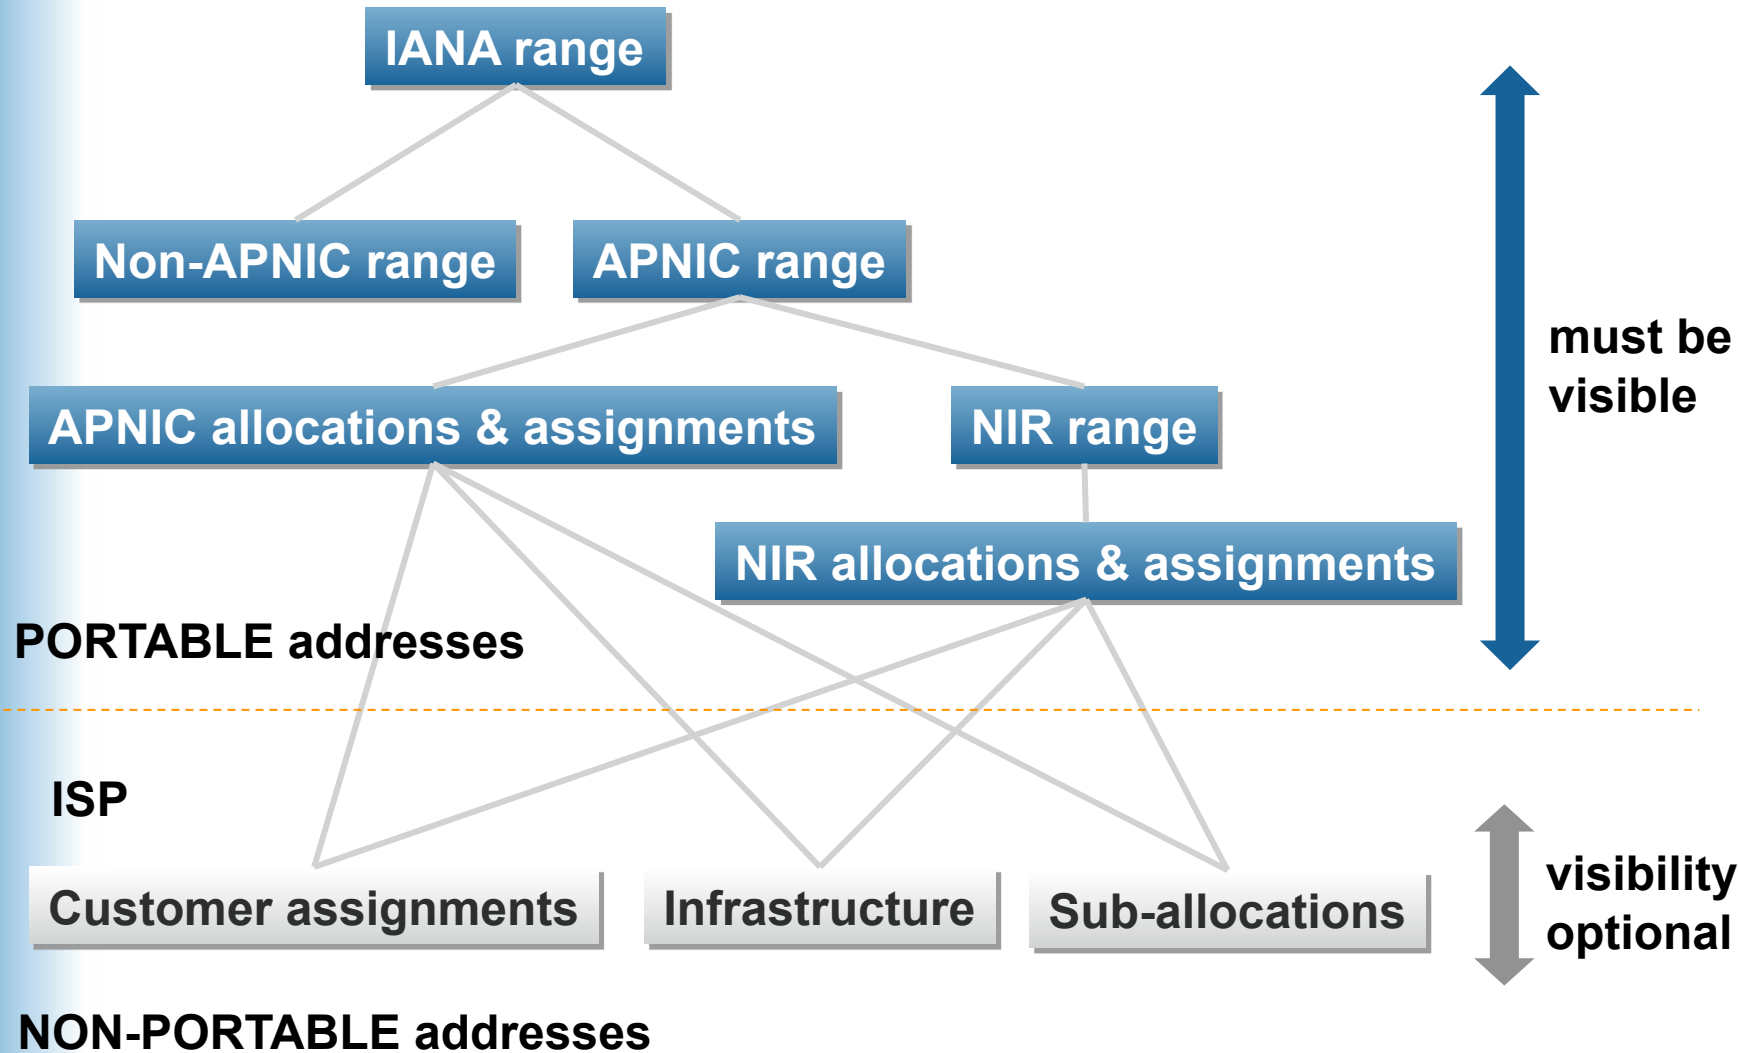 IANA range
Non-APNIC range
APNIC range
must be
visible
APNIC allocations & assignments
NIR range
NIR allocations & assignments
PORTABLE addresses
ISP
visibility
optional
Customer assignments
Infrastructure
Sub-allocations
NON-PORTABLE addresses